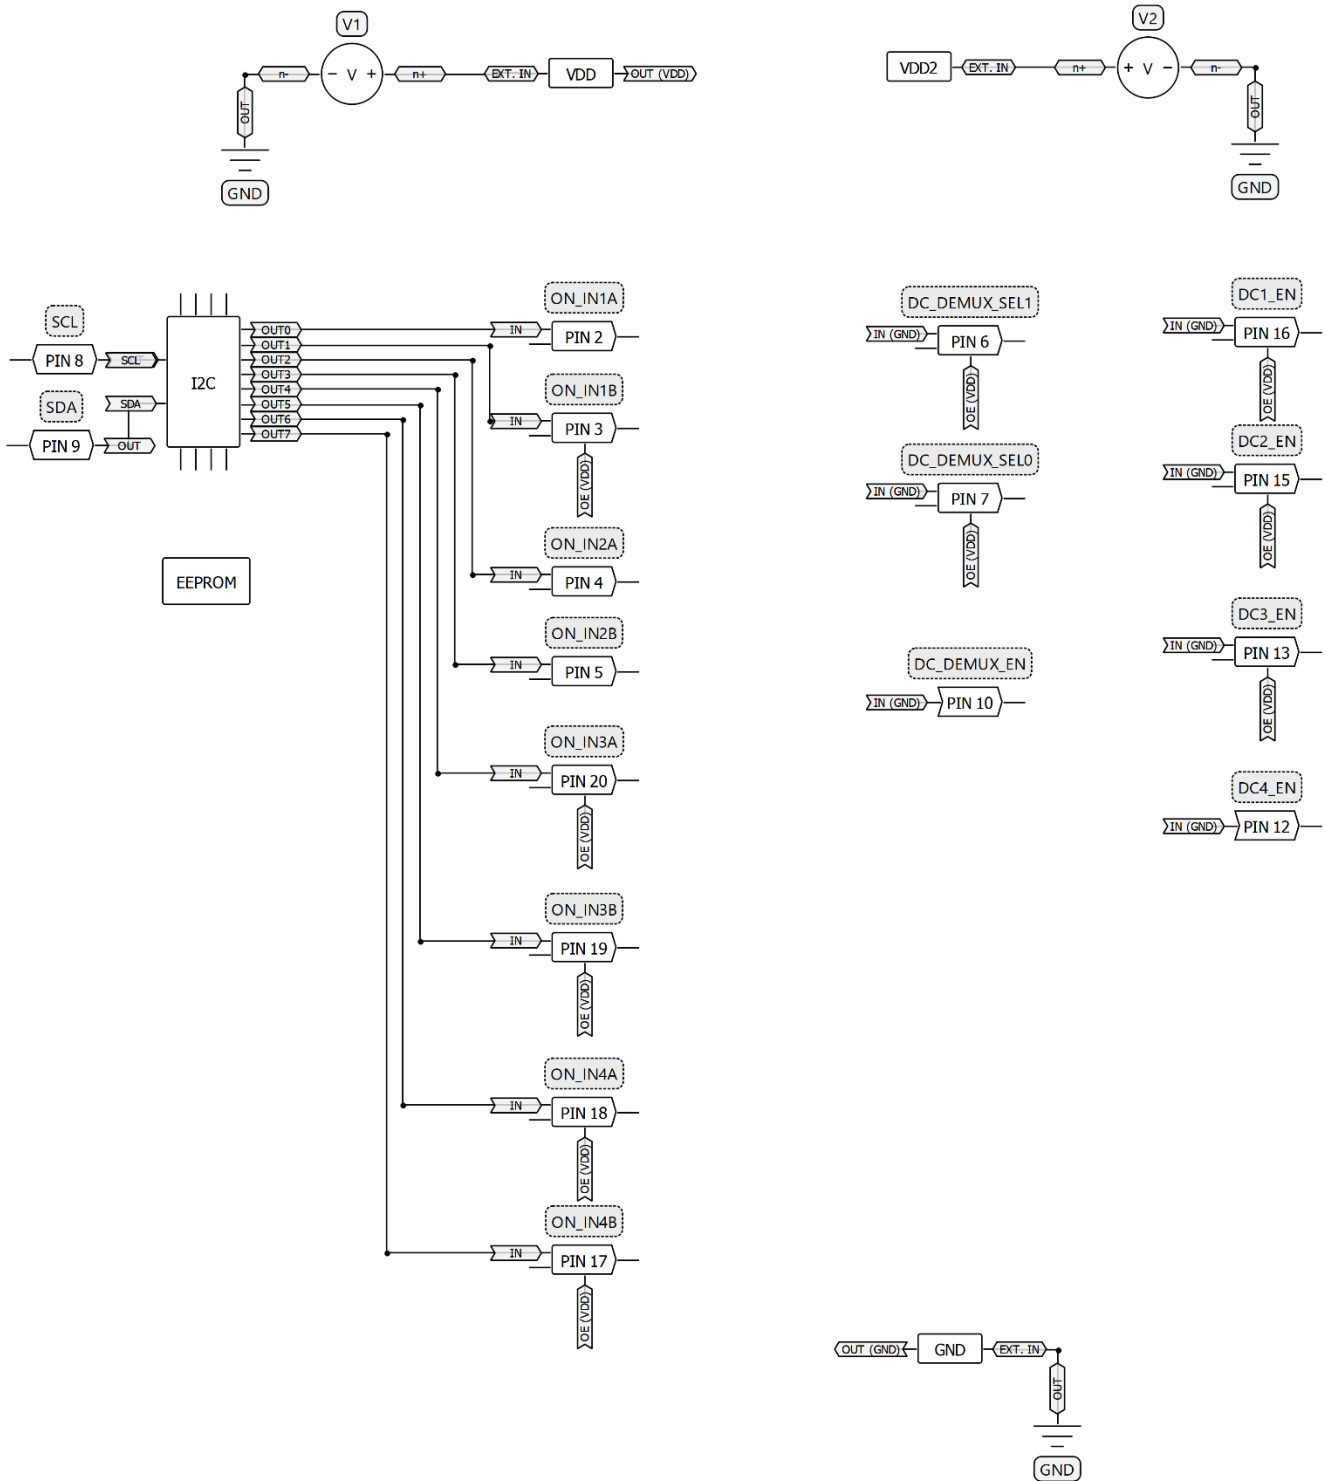 V1
n-
− V +
n+
EXT. IN
VDD
OUT (VDD)
OUT
GND
V2
VDD2
EXT. IN
n+
+ V −
n-
OUT
GND
SCL
PIN 8
SCL
SDA
PIN 9
SDA
OUT
I2C
OUT0
OUT1
OUT2
OUT3
OUT4
OUT5
OUT6
OUT7
EEPROM
ON_IN1A
IN
PIN 2
ON_IN1B
IN
PIN 3
OE (VDD)
ON_IN2A
IN
PIN 4
ON_IN2B
IN
PIN 5
ON_IN3A
IN
PIN 20
OE (VDD)
ON_IN3B
IN
PIN 19
OE (VDD)
ON_IN4A
IN
PIN 18
OE (VDD)
ON_IN4B
IN
PIN 17
OE (VDD)
DC_DEMUX_SEL1
IN (GND)
PIN 6
OE (VDD)
DC_DEMUX_SEL0
IN (GND)
PIN 7
OE (VDD)
DC_DEMUX_EN
IN (GND)
PIN 10
DC1_EN
IN (GND)
PIN 16
OE (VDD)
DC2_EN
IN (GND)
PIN 15
OE (VDD)
DC3_EN
IN (GND)
PIN 13
OE (VDD)
DC4_EN
IN (GND)
PIN 12
OUT (GND)
GND
EXT. IN
OUT
GND